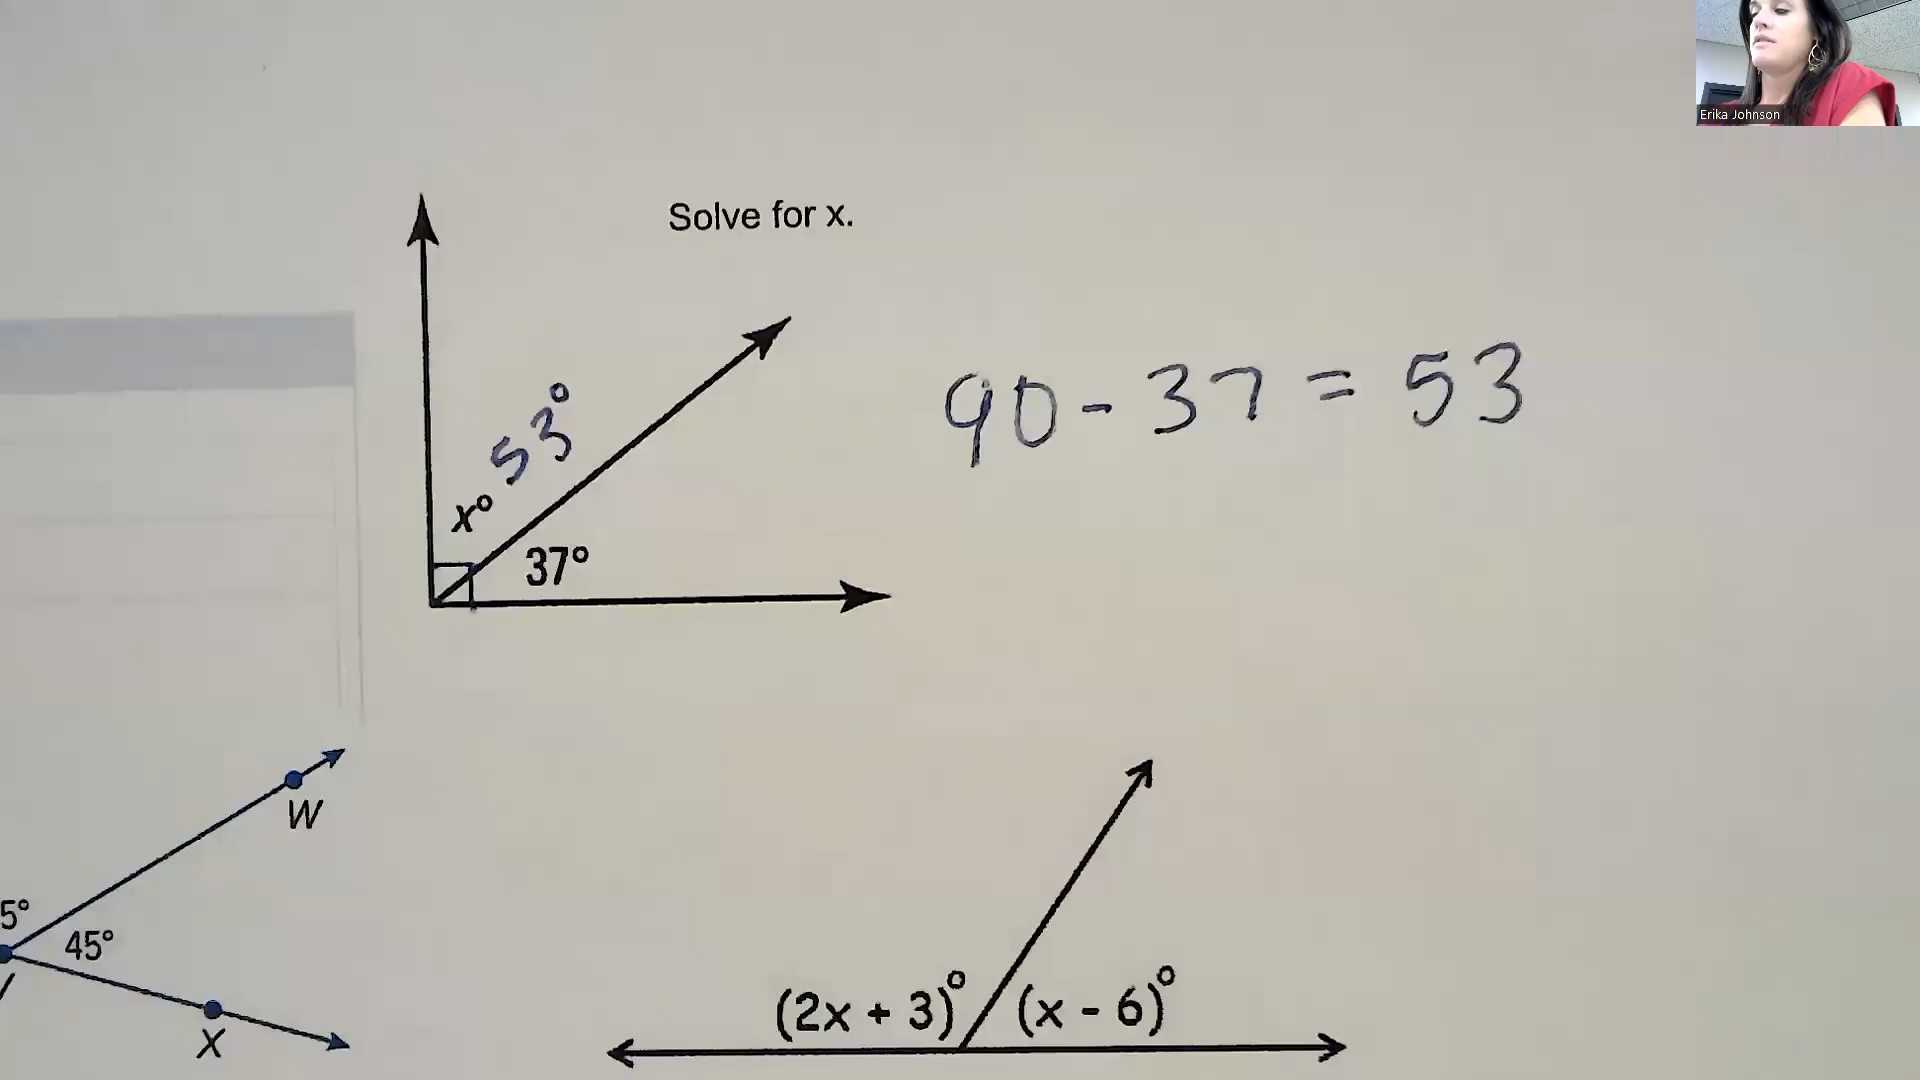 Erika Johnson
Solve for x.
90 - 37 = 53
53°
x°
37°
W
5°
45°
X
(2x + 3)° (x - 6)°